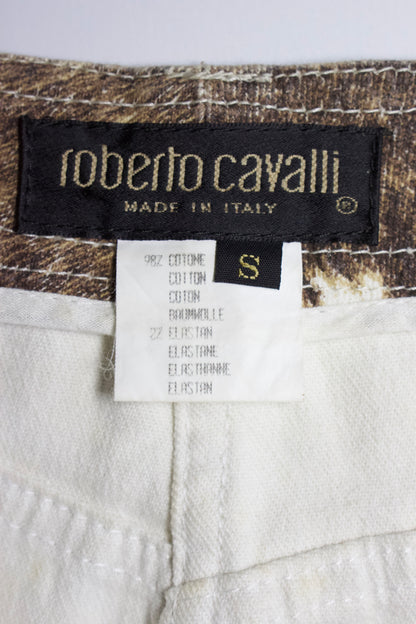 roberto cavalli
MADE IN ITALY ®
S
98% COTONE
COTTON
COTON
BAUMWOLLE
2% ELASTAN
ELASTANE
ELASTHANNE
ELASTAN